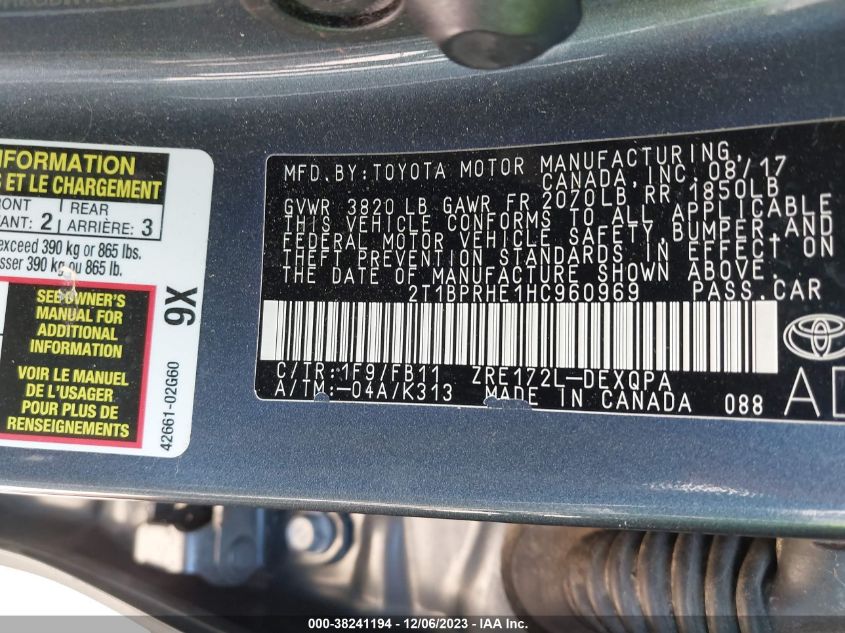 NFORMATION
S ET LE CHARGEMENT
RONT
VANT: 2
REAR
ARRIÈRE: 3
exceed 390 kg or 865 lbs.
sser 390 kg ou 865 lb.
SEE OWNER'S
MANUAL FOR
ADDITIONAL
INFORMATION
VOIR LE MANUEL
DE L'USAGER
POUR PLUS DE
RENSEIGNEMENTS
9X
42661-02G60
MFD.BY:TOYOTA MOTOR MANUFACTURING,
CANADA,INC.08/17
GVWR 3820 LB GAWR FR 2070LB RR 1850LB
THIS VEHICLE CONFORMS TO ALL APPLICABLE
FEDERAL MOTOR VEHICLE SAFETY,BUMPER,AND
THEFT PREVENTION STANDARDS IN EFFECT ON
THE DATE OF MANUFACTURE SHOWN ABOVE.
2T1BPRHE1HC960969 PASS.CAR
C/TR:1F9/FB11 ZRE172L-DEXQPA
A/TM:-04A/K313 MADE IN CANADA 088
TOYOTA
000-38241194 - 12/06/2023 - IAA Inc.